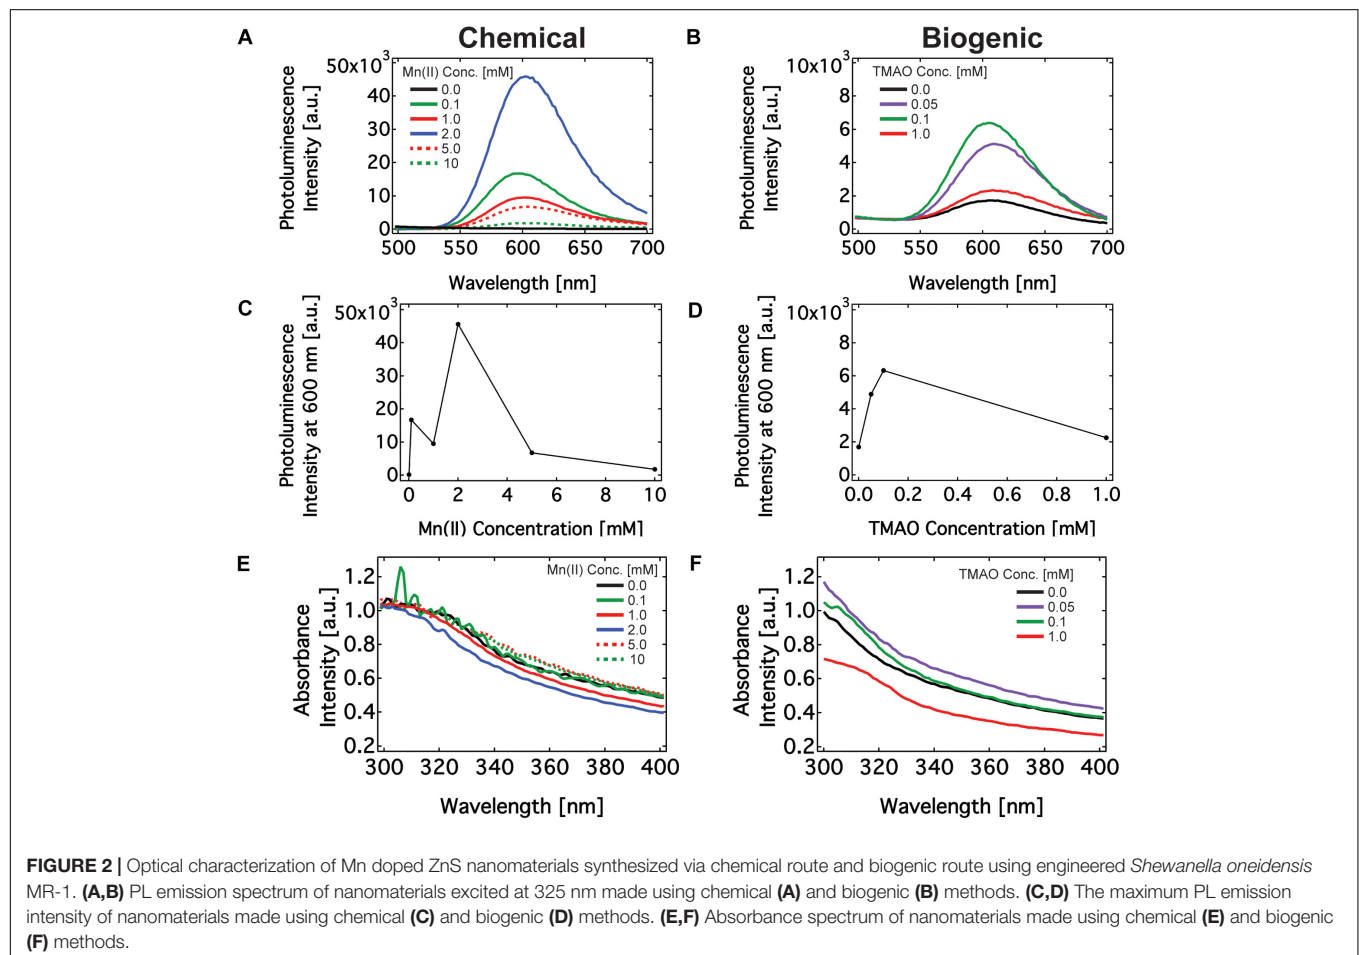 A
Chemical
50x10³
40
30
20
10
0
Photoluminescence
Intensity [a.u.]
Mn(II) Conc. [mM]
0.0
0.1
1.0
2.0
5.0
10
500 550 600 650 700
Wavelength [nm]
B
Biogenic
10x10³
8
6
4
2
0
Photoluminescence
Intensity [a.u.]
TMAO Conc. [mM]
0.0
0.05
0.1
1.0
500 550 600 650 700
Wavelength [nm]
C
50x10³
40
30
20
10
0
Photoluminescence
Intensity at 600 nm [a.u.]
0 2 4 6 8 10
Mn(II) Concentration [mM]
D
10x10³
8
6
4
2
0
Photoluminescence
Intensity at 600 nm [a.u.]
0.0 0.2 0.4 0.6 0.8 1.0
TMAO Concentration [mM]
E
1.2
1.0
0.8
0.6
0.4
0.2
Absorbance
Intensity [a.u.]
Mn(II) Conc. [mM]
0.0
0.1
1.0
2.0
5.0
10
300 320 340 360 380 400
Wavelength [nm]
F
1.2
1.0
0.8
0.6
0.4
0.2
Absorbance
Intensity [a.u.]
TMAO Conc. [mM]
0.0
0.05
0.1
1.0
300 320 340 360 380 400
Wavelength [nm]
FIGURE 2 | Optical characterization of Mn doped ZnS nanomaterials synthesized via chemical route and biogenic route using engineered Shewanella oneidensis
MR-1. (A,B) PL emission spectrum of nanomaterials excited at 325 nm made using chemical (A) and biogenic (B) methods. (C,D) The maximum PL emission
intensity of nanomaterials made using chemical (C) and biogenic (D) methods. (E,F) Absorbance spectrum of nanomaterials made using chemical (E) and biogenic
(F) methods.